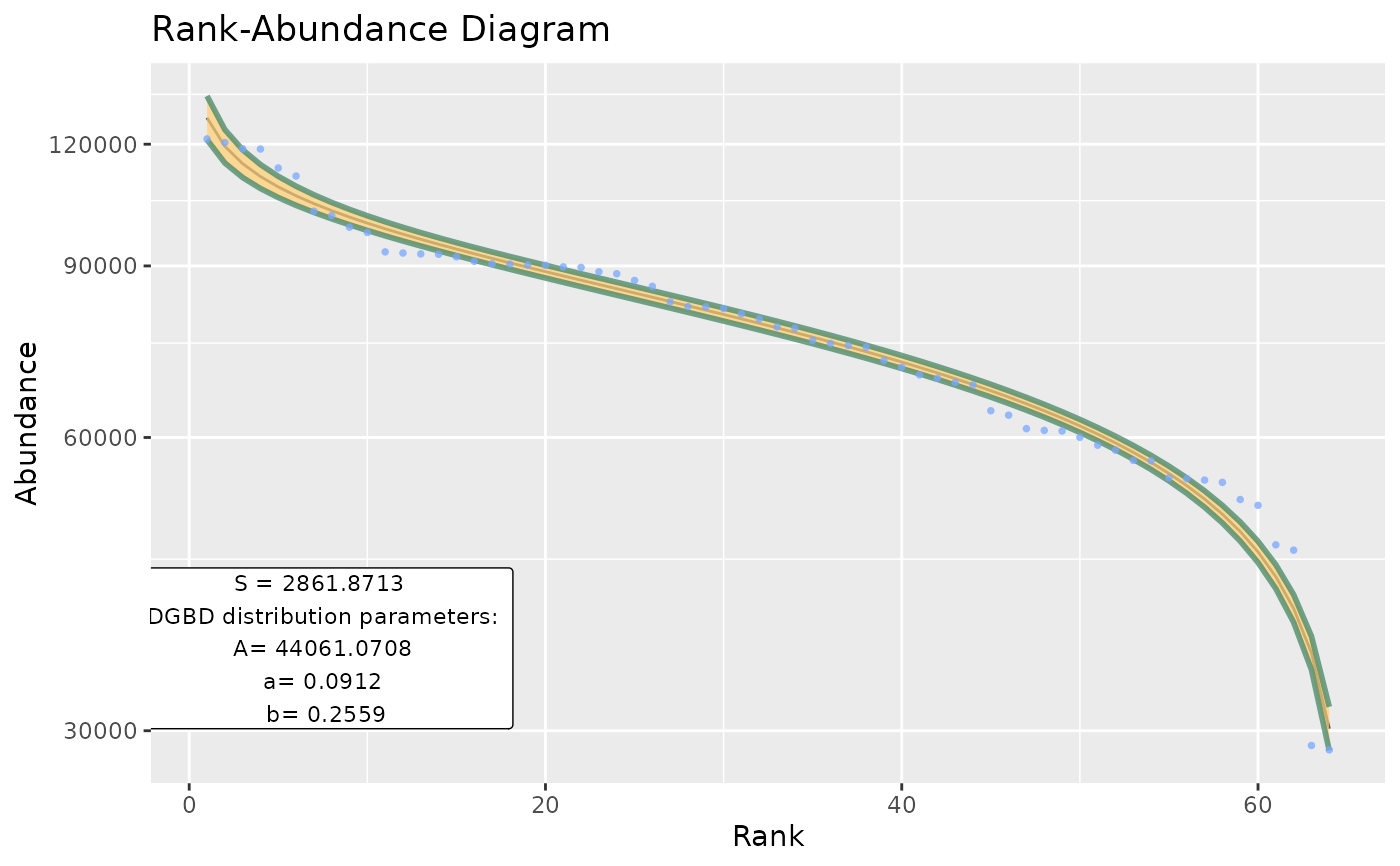 Rank-Abundance Diagram
120000
90000
60000
30000
Abundance
S = 2861.8713
DGBD distribution parameters:
A= 44061.0708
a= 0.0912
b= 0.2559
0
20
40
60
Rank